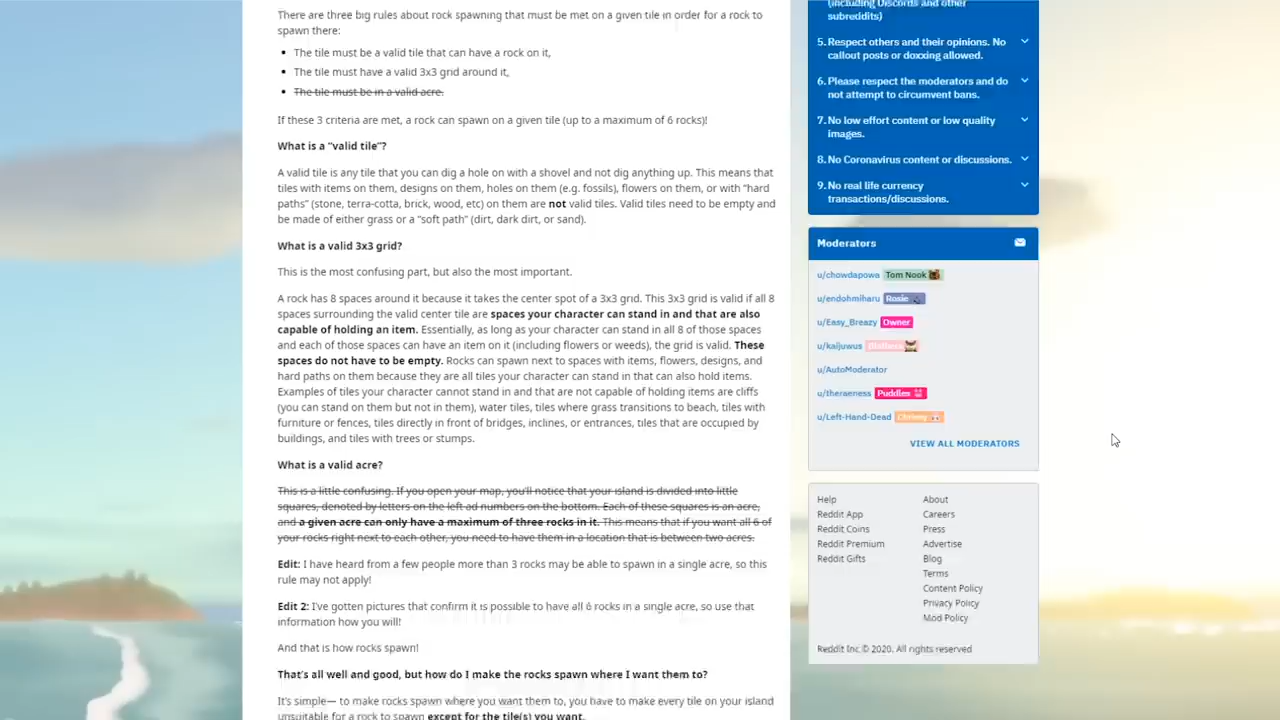 There are three big rules about rock spawning that must be met on a given tile in order for a rock to
spawn there:
The tile must be a valid tile that can have a rock on it,
The tile must have a valid 3x3 grid around it,
The tile must be in a valid acre.
If these 3 criteria are met, a rock can spawn on a given tile (up to a maximum of 6 rocks)!
What is a “valid tile”?
A valid tile is any tile that you can dig a hole on with a shovel and not dig anything up. This means that
tiles with items on them, designs on them, holes on them (e.g. fossils), flowers on them, or with “hard
paths” (stone, terra-cotta, brick, wood, etc) on them are not valid tiles. Valid tiles need to be empty and
be made of either grass or a “soft path” (dirt, dark dirt, or sand).
What is a valid 3x3 grid?
This is the most confusing part, but also the most important.
A rock has 8 spaces around it because it takes the center spot of a 3x3 grid. This 3x3 grid is valid if all 8
spaces surrounding the valid center tile are spaces your character can stand in and that are also
capable of holding an item. Essentially, as long as your character can stand in all 8 of those spaces
and each of those spaces can have an item on it (including flowers or weeds), the grid is valid. These
spaces do not have to be empty. Rocks can spawn next to spaces with items, flowers, designs, and
hard paths on them because they are all tiles your character can stand in that can also hold items.
Examples of tiles your character cannot stand in and that are not capable of holding items are cliffs
(you can stand on them but not in them), water tiles, tiles where grass transitions to beach, tiles with
furniture or fences, tiles directly in front of bridges, inclines, or entrances, tiles that are occupied by
buildings, and tiles with trees or stumps.
What is a valid acre?
This is a little confusing. If you open your map, you'll notice that your island is divided into little
squares, denoted by letters on the left ad numbers on the bottom. Each of these squares is an acre,
and a given acre can only have a maximum of three rocks in it. This means that if you want all 6 of
your rocks right next to each other, you need to have them in a location that is between two acres.
Edit: I have heard from a few people more than 3 rocks may be able to spawn in a single acre, so this
rule may not apply!
Edit 2: I've gotten pictures that confirm it is possible to have all 6 rocks in a single acre, so use that
information how you will!
And that is how rocks spawn!
That's all well and good, but how do I make the rocks spawn where I want them to?
It's simple— to make rocks spawn where you want them to, you have to make every tile on your island
unsuitable for a rock to spawn except for the tile(s) you want.
(including Discords and other
subreddits)
5. Respect others and their opinions. No
callout posts or doxxing allowed.
6. Please respect the moderators and do
not attempt to circumvent bans.
7. No low effort content or low quality
images.
8. No Coronavirus content or discussions.
9. No real life currency
transactions/discussions.
Moderators
u/chowdapowa Tom Nook
u/endohmiharu Rosie
u/Easy_Breazy Owner
u/kaijuwus
u/AutoModerator
u/theraeness Puddles
u/Left-Hand-Dead Chrissy
VIEW ALL MODERATORS
Help About
Reddit App Careers
Reddit Coins Press
Reddit Premium Advertise
Reddit Gifts Blog
Terms
Content Policy
Privacy Policy
Mod Policy
Reddit Inc © 2020. All rights reserved